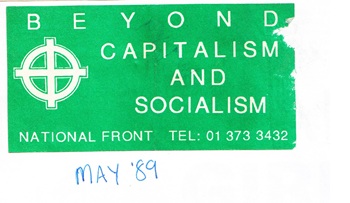 BEYOND
CAPITALISM
AND
SOCIALISM
NATIONAL FRONT TEL: 01 373 3432
MAY '89